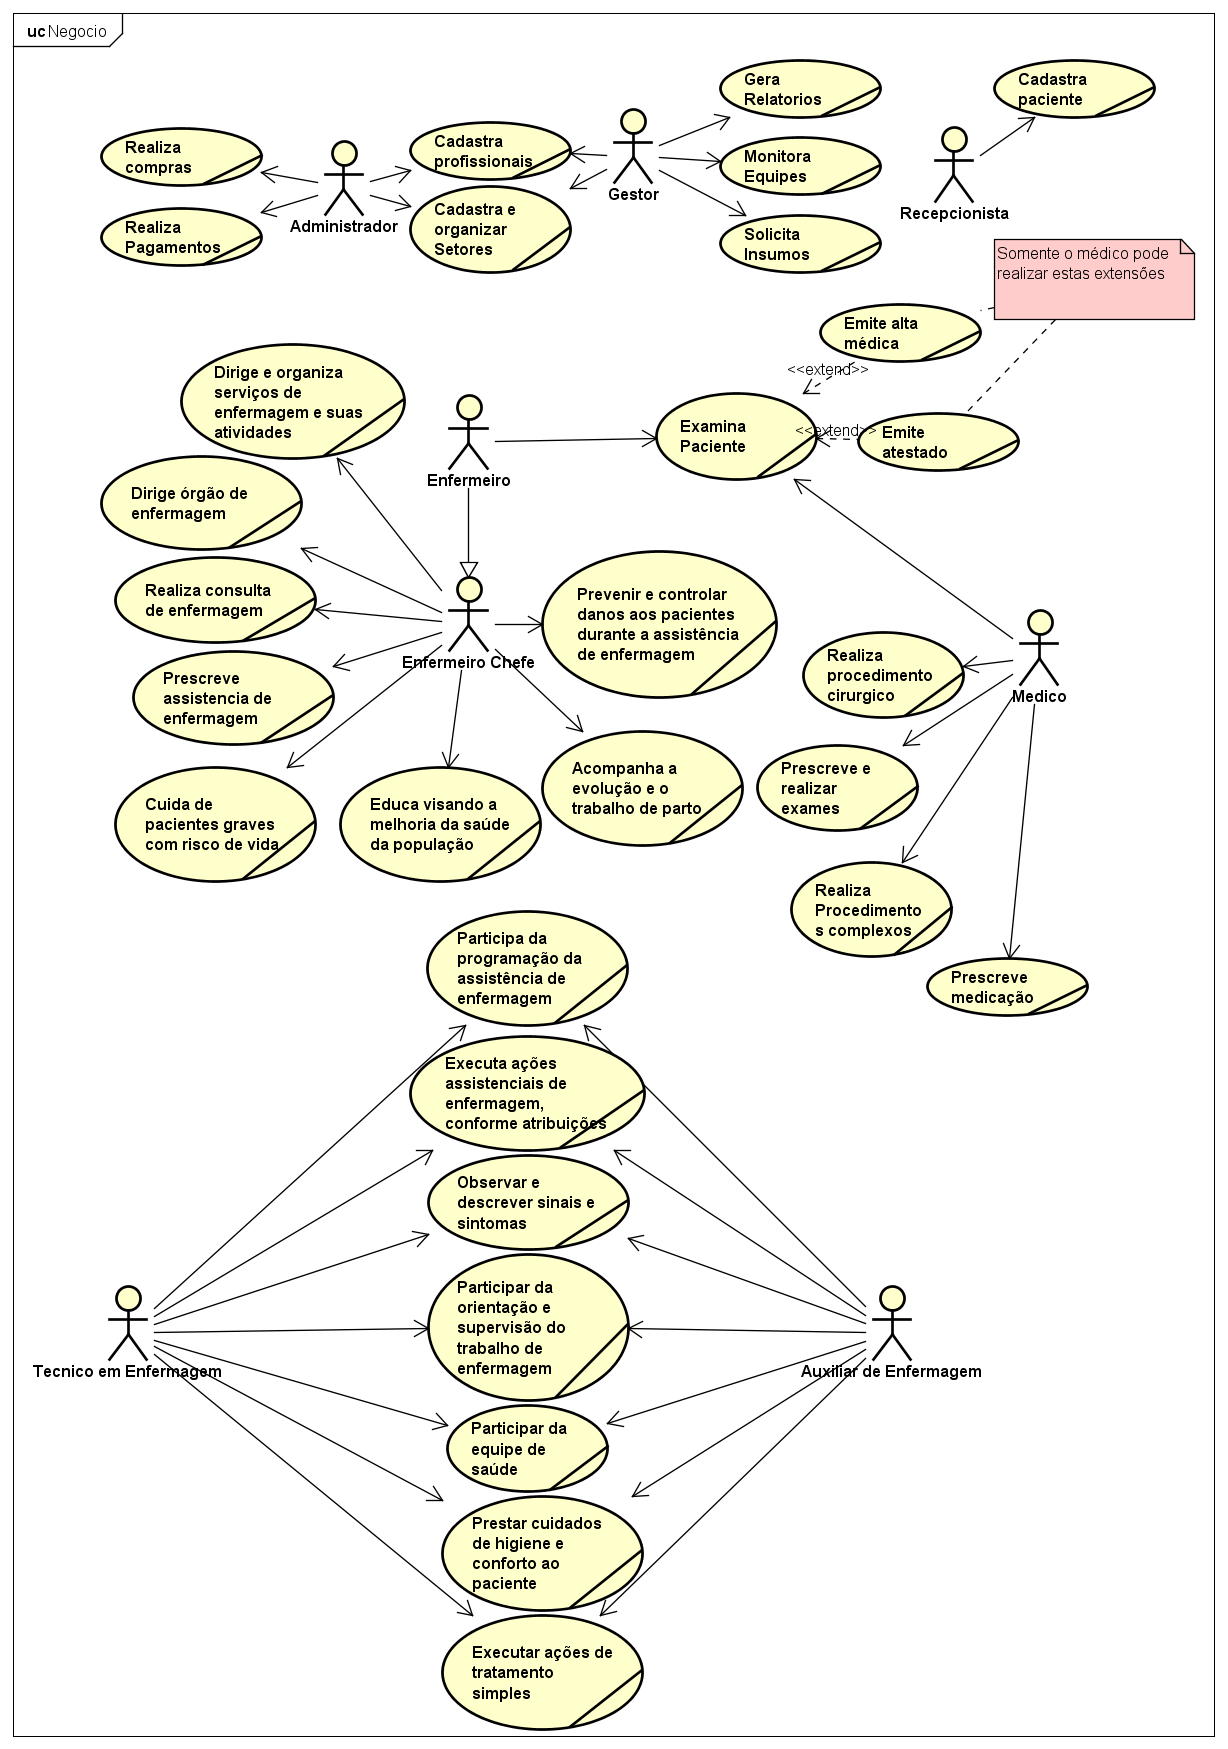 uc Negocio
Realiza
compras
Realiza
Pagamentos
Administrador
Cadastra
profissionais
Cadastra e
organizar
Setores
Gestor
Gera
Relatorios
Monitora
Equipes
Solicita
Insumos
Cadastra
paciente
Recepcionista
Somente o médico pode
realizar estas extensões
Emite alta
médica
<<extend>>
<<extend>>
Emite
atestado
Examina
Paciente
Enfermeiro
Dirige e organiza
serviços de
enfermagem e suas
atividades
Dirige órgão de
enfermagem
Realiza consulta
de enfermagem
Prescreve
assistencia de
enfermagem
Cuida de
pacientes graves
com risco de vida
Enfermeiro Chefe
Educa visando a
melhoria da saúde
da população
Prevenir e controlar
danos aos pacientes
durante a assistência
de enfermagem
Acompanha a
evolução e o
trabalho de parto
Medico
Realiza
procedimento
cirurgico
Prescreve e
realizar
exames
Realiza
Procedimento
s complexos
Prescreve
medicação
Participa da
programação da
assistência de
enfermagem
Executa ações
assistenciais de
enfermagem,
conforme atribuições
Observar e
descrever sinais e
sintomas
Participar da
orientação e
supervisão do
trabalho de
enfermagem
Tecnico em Enfermagem
Auxiliar de Enfermagem
Participar da
equipe de
saúde
Prestar cuidados
de higiene e
conforto ao
paciente
Executar ações de
tratamento
simples